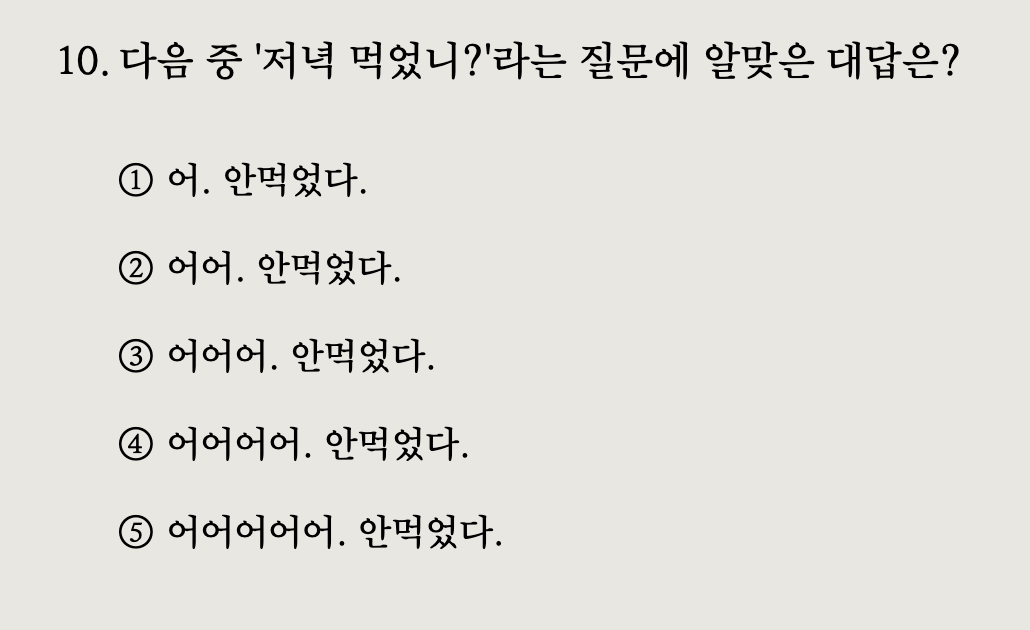 10. 다음 중 '저녁 먹었니?'라는 질문에 알맞은 대답은?
① 어. 안먹었다.
② 어어. 안먹었다.
③ 어어어. 안먹었다.
④ 어어어어. 안먹었다.
⑤ 어어어어어. 안먹었다.